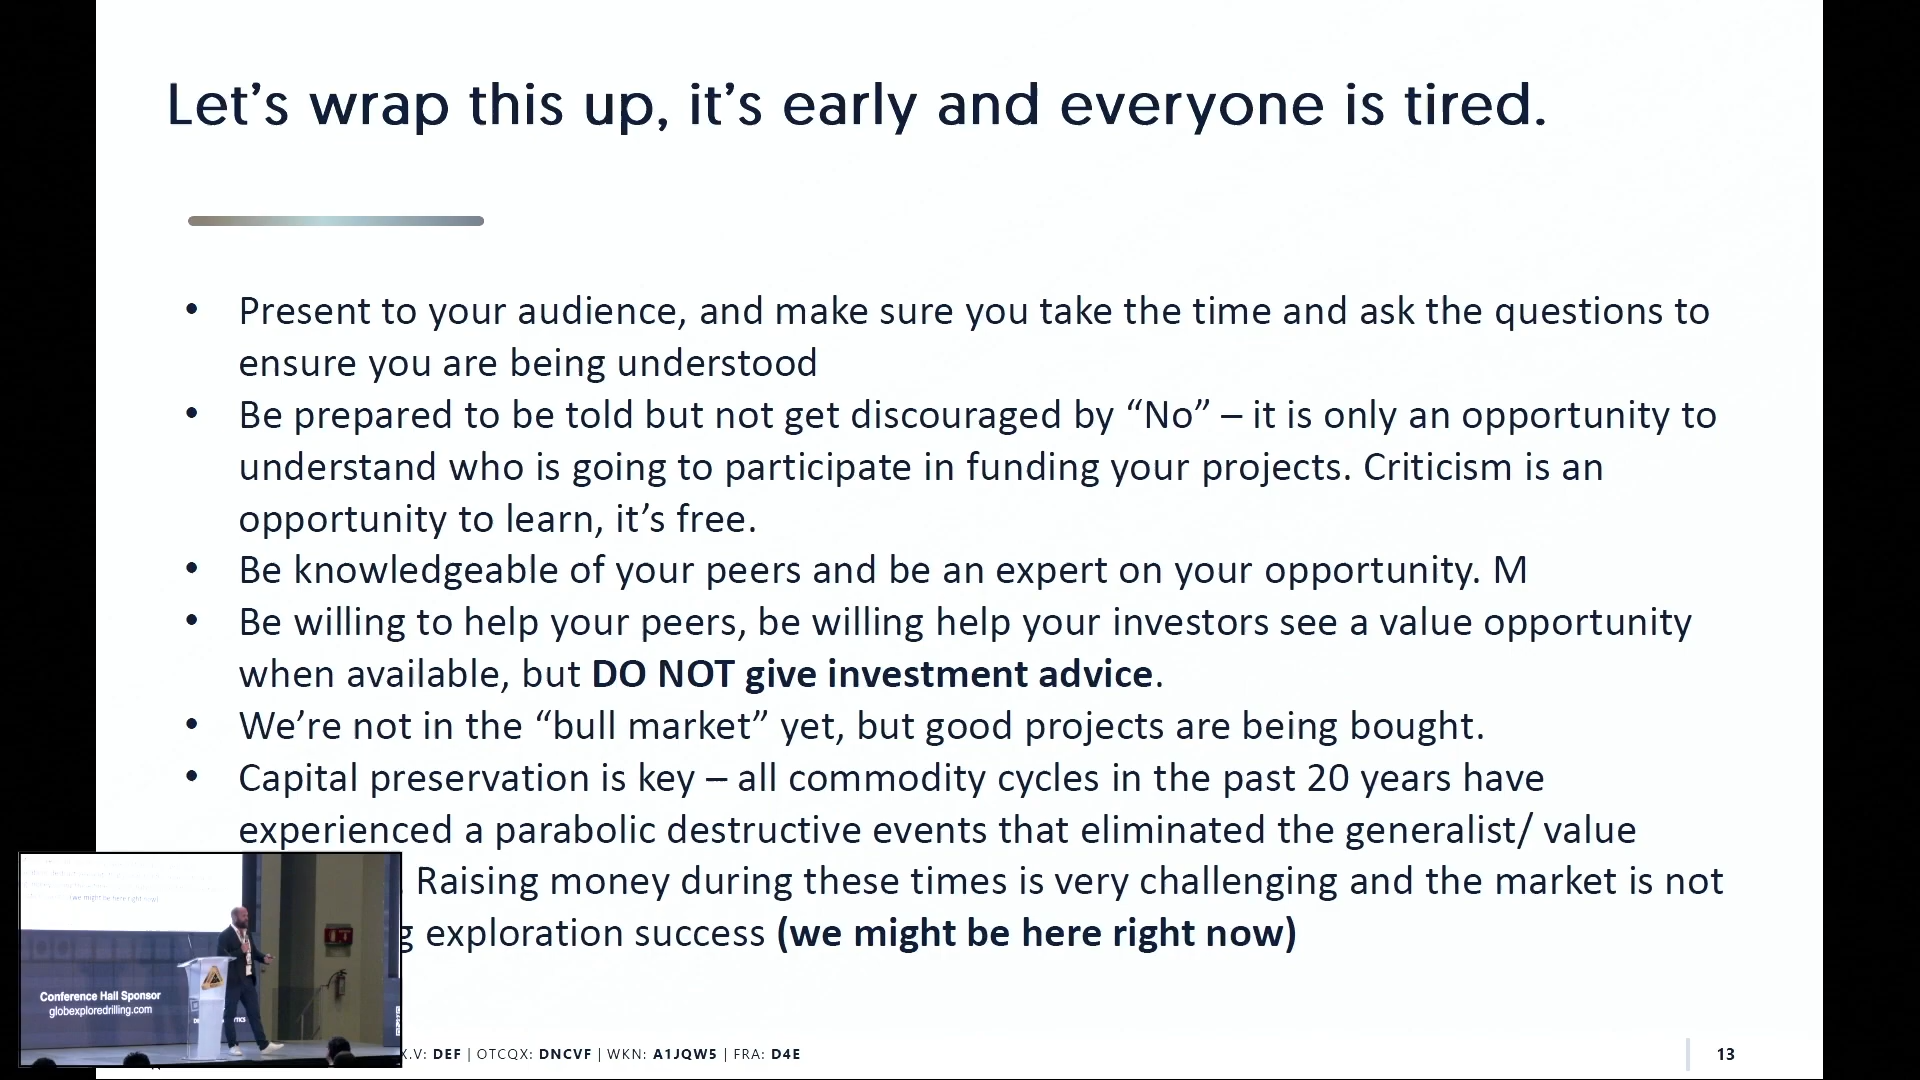 Let’s wrap this up, it’s early and everyone is tired.
• Present to your audience, and make sure you take the time and ask the questions to
ensure you are being understood
• Be prepared to be told but not get discouraged by “No” – it is only an opportunity to
understand who is going to participate in funding your projects. Criticism is an
opportunity to learn, it’s free.
• Be knowledgeable of your peers and be an expert on your opportunity. M
• Be willing to help your peers, be willing help your investors see a value opportunity
when available, but DO NOT give investment advice.
• We’re not in the “bull market” yet, but good projects are being bought.
• Capital preservation is key – all commodity cycles in the past 20 years have
experienced a parabolic destructive events that eliminated the generalist/ value
. Raising money during these times is very challenging and the market is not
g exploration success (we might be here right now)
(we might be here right now)
Conference Hall Sponsor
globexploredrilling.com
X.V: DEF | OTCQX: DNCVF | WKN: A1JQW5 | FRA: D4E
13